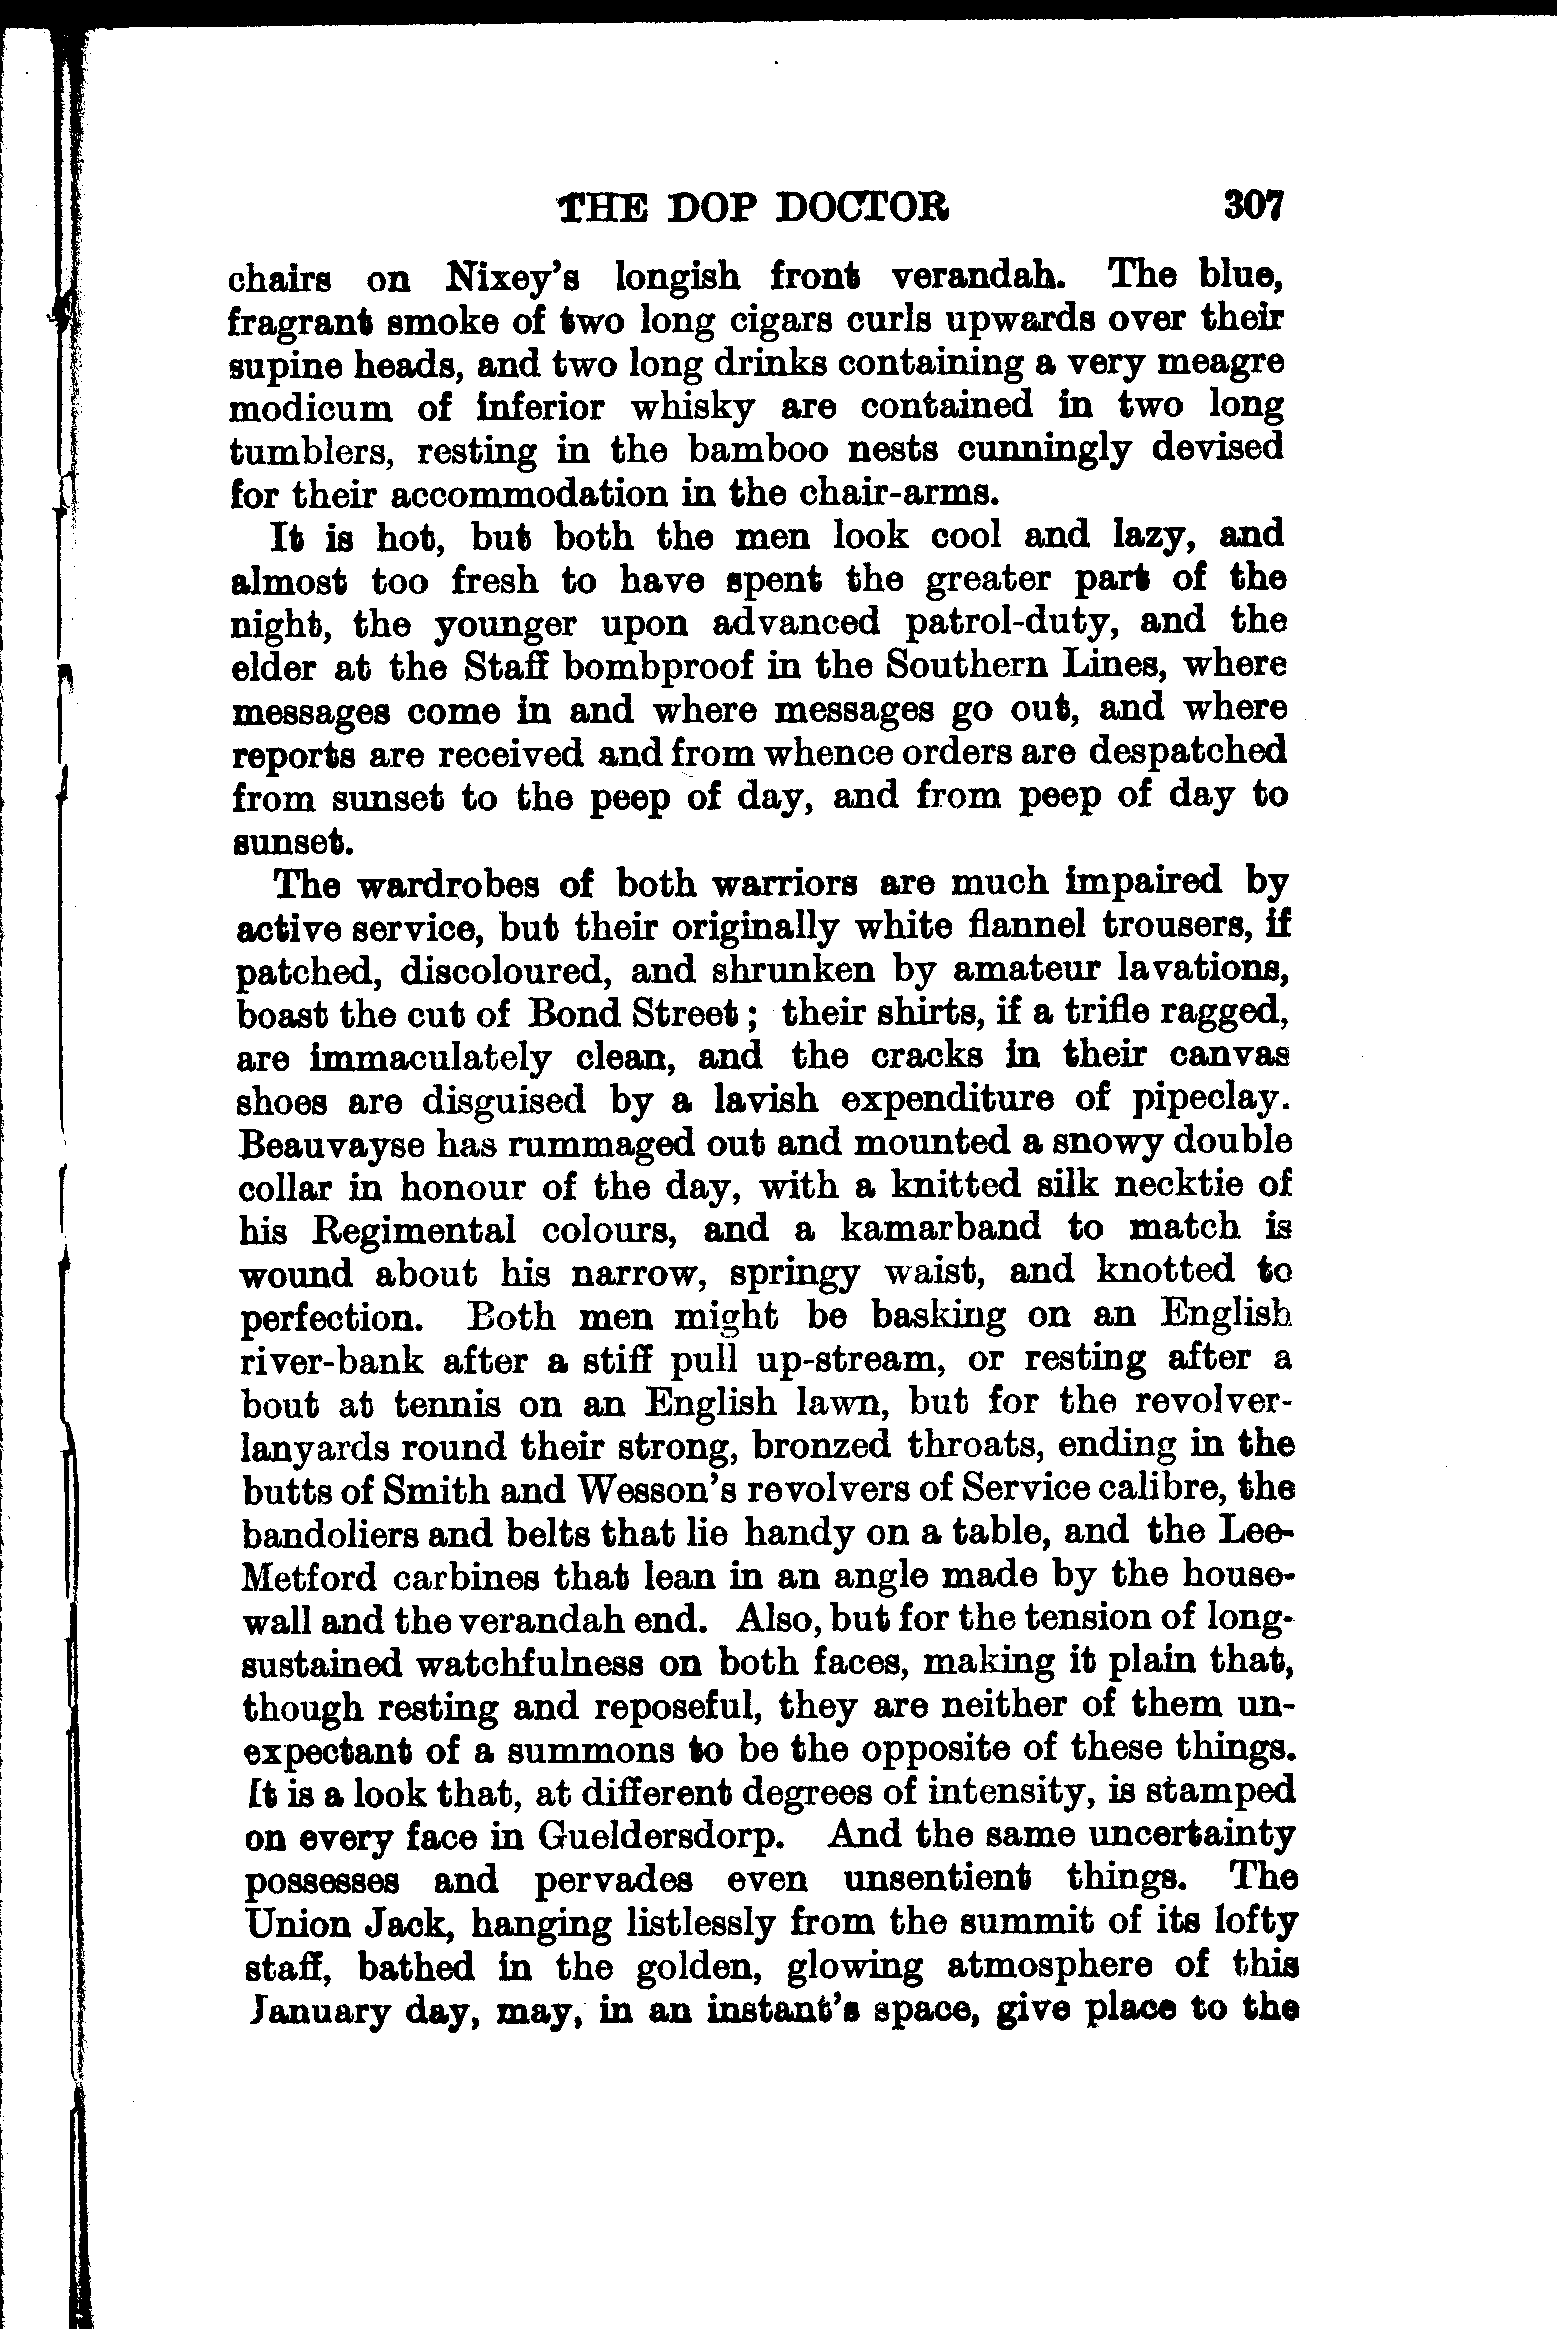 THE DOP DOCTOR 307
chairs on Nixey's longish front verandah. The blue,
fragrant smoke of two long cigars curls upwards over their
supine heads, and two long drinks containing a very meagre
modicum of inferior whisky are contained in two long
tumblers, resting in the bamboo nests cunningly devised
for their accommodation in the chair-arms.
It is hot, but both the men look cool and lazy, and
almost too fresh to have spent the greater part of the
night, the younger upon advanced patrol-duty, and the
elder at the Staff bombproof in the Southern Lines, where
messages come in and where messages go out, and where
reports are received and from whence orders are despatched
from sunset to the peep of day, and from peep of day to
sunset.
The wardrobes of both warriors are much impaired by
active service, but their originally white flannel trousers, if
patched, discoloured, and shrunken by amateur lavations,
boast the cut of Bond Street; their shirts, if a trifle ragged,
are immaculately clean, and the cracks in their canvas
shoes are disguised by a lavish expenditure of pipeclay.
Beauvayse has rummaged out and mounted a snowy double
collar in honour of the day, with a knitted silk necktie of
his Regimental colours, and a kamarband to match is
wound about his narrow, springy waist, and knotted to
perfection. Both men might be basking on an English
river-bank after a stiff pull up-stream, or resting after a
bout at tennis on an English lawn, but for the revolver-
lanyards round their strong, bronzed throats, ending in the
butts of Smith and Wesson's revolvers of Service calibre, the
bandoliers and belts that lie handy on a table, and the Lee-
Metford carbines that lean in an angle made by the house-
wall and the verandah end. Also, but for the tension of long-
sustained watchfulness on both faces, making it plain that,
though resting and reposeful, they are neither of them un-
expectant of a summons to be the opposite of these things.
It is a look that, at different degrees of intensity, is stamped
on every face in Gueldersdorp. And the same uncertainty
possesses and pervades even unsentient things. The
Union Jack, hanging listlessly from the summit of its lofty
staff, bathed in the golden, glowing atmosphere of this
January day, may, in an instant's space, give place to the